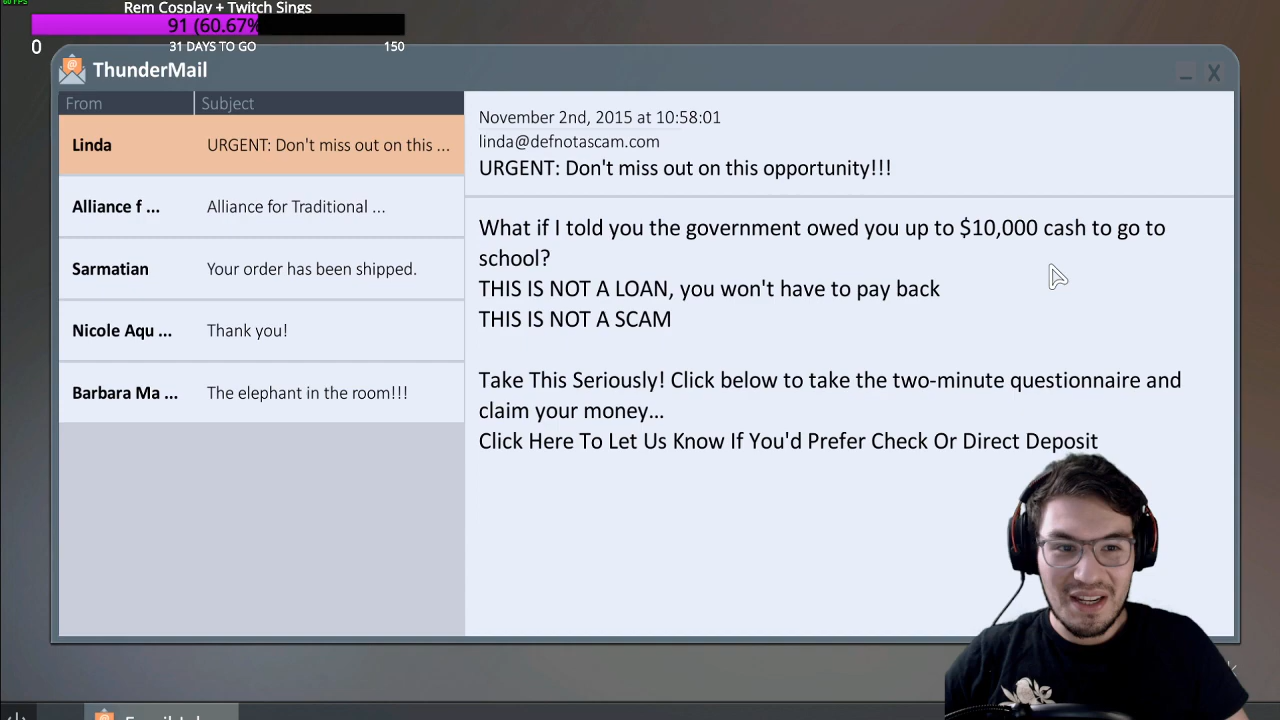 60 FPS
Rem Cosplay + Twitch Sings
91 (60.67%
0
31 DAYS TO GO
150
ThunderMail
From
Subject
Linda
URGENT: Don't miss out on this ...
Alliance f ...
Alliance for Traditional ...
Sarmatian
Your order has been shipped.
Nicole Aqu ...
Thank you!
Barbara Ma ...
The elephant in the room!!!
November 2nd, 2015 at 10:58:01
linda@defnotascam.com
URGENT: Don't miss out on this opportunity!!!
What if I told you the government owed you up to $10,000 cash to go to
school?
THIS IS NOT A LOAN, you won't have to pay back
THIS IS NOT A SCAM
Take This Seriously! Click below to take the two-minute questionnaire and
claim your money...
Click Here To Let Us Know If You'd Prefer Check Or Direct Deposit